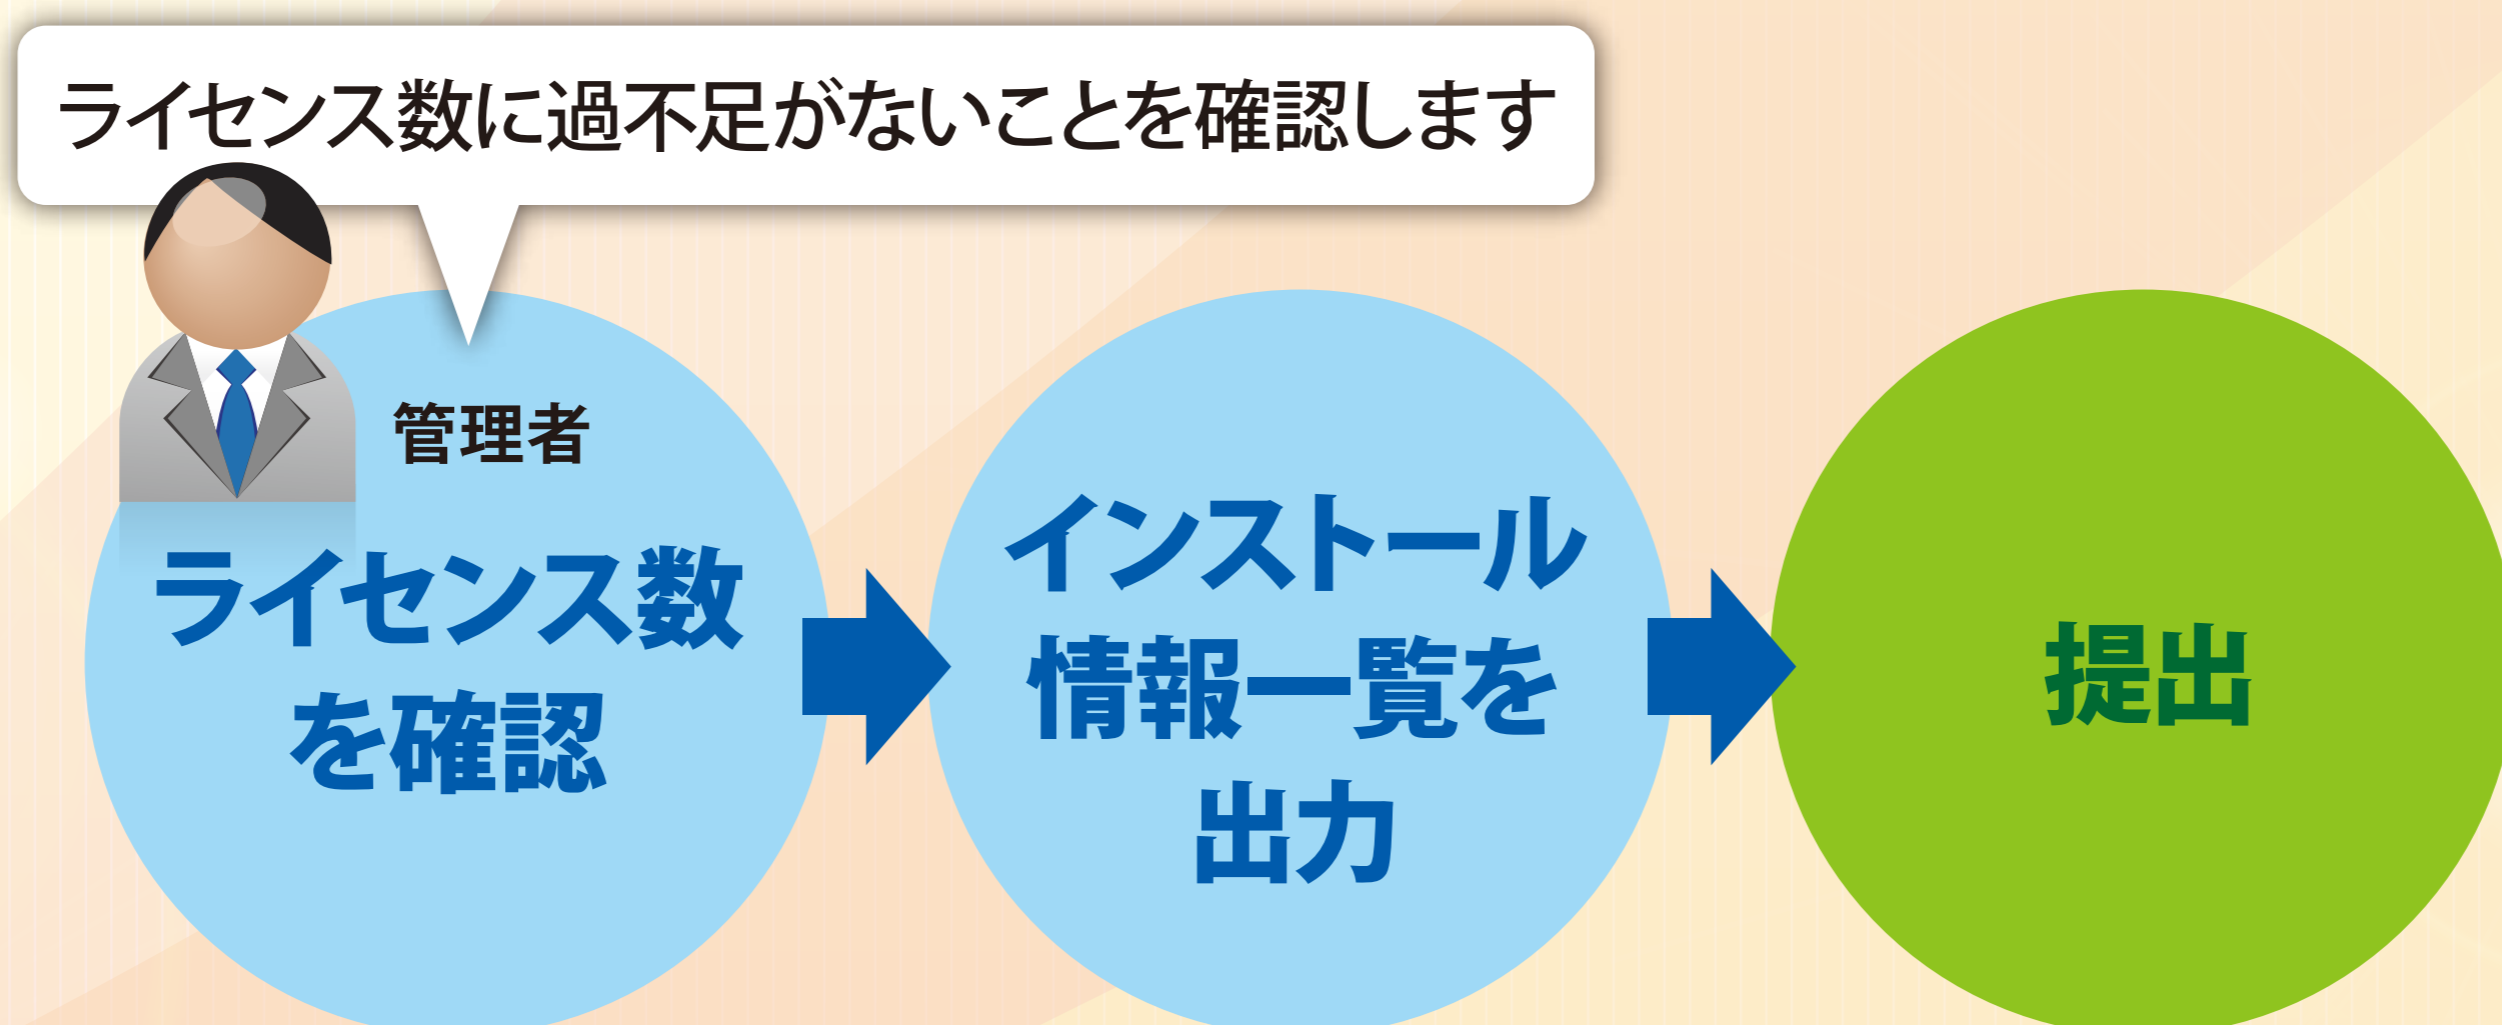 ライセンス数に過不足がないことを確認します
管理者
ライセンス数
を確認
インストール
情報一覧を
出力
提出